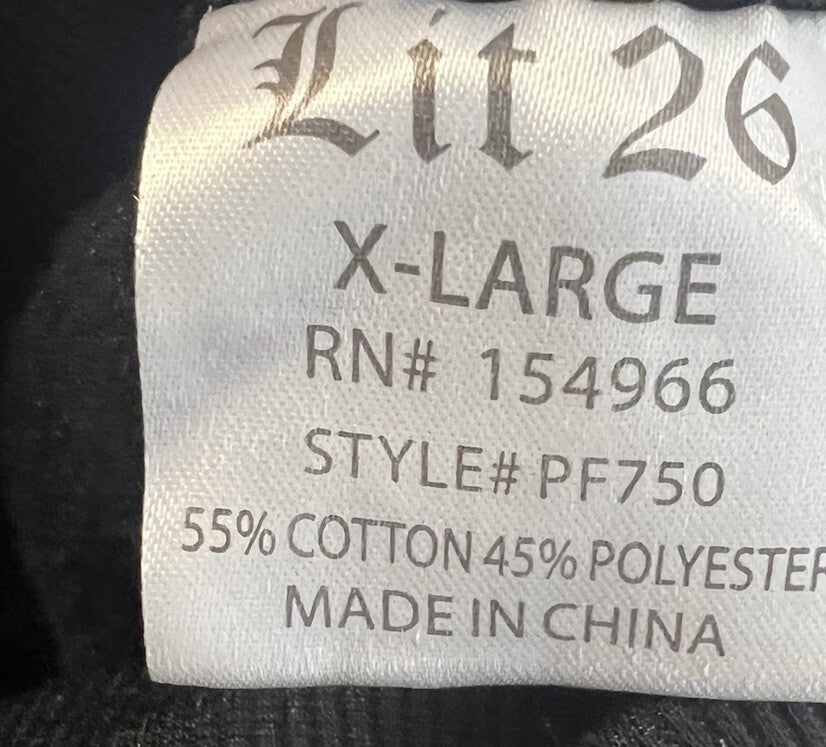 Lit 26
X-LARGE
RN# 154966
STYLE# PF750
55% COTTON 45% POLYESTER
MADE IN CHINA